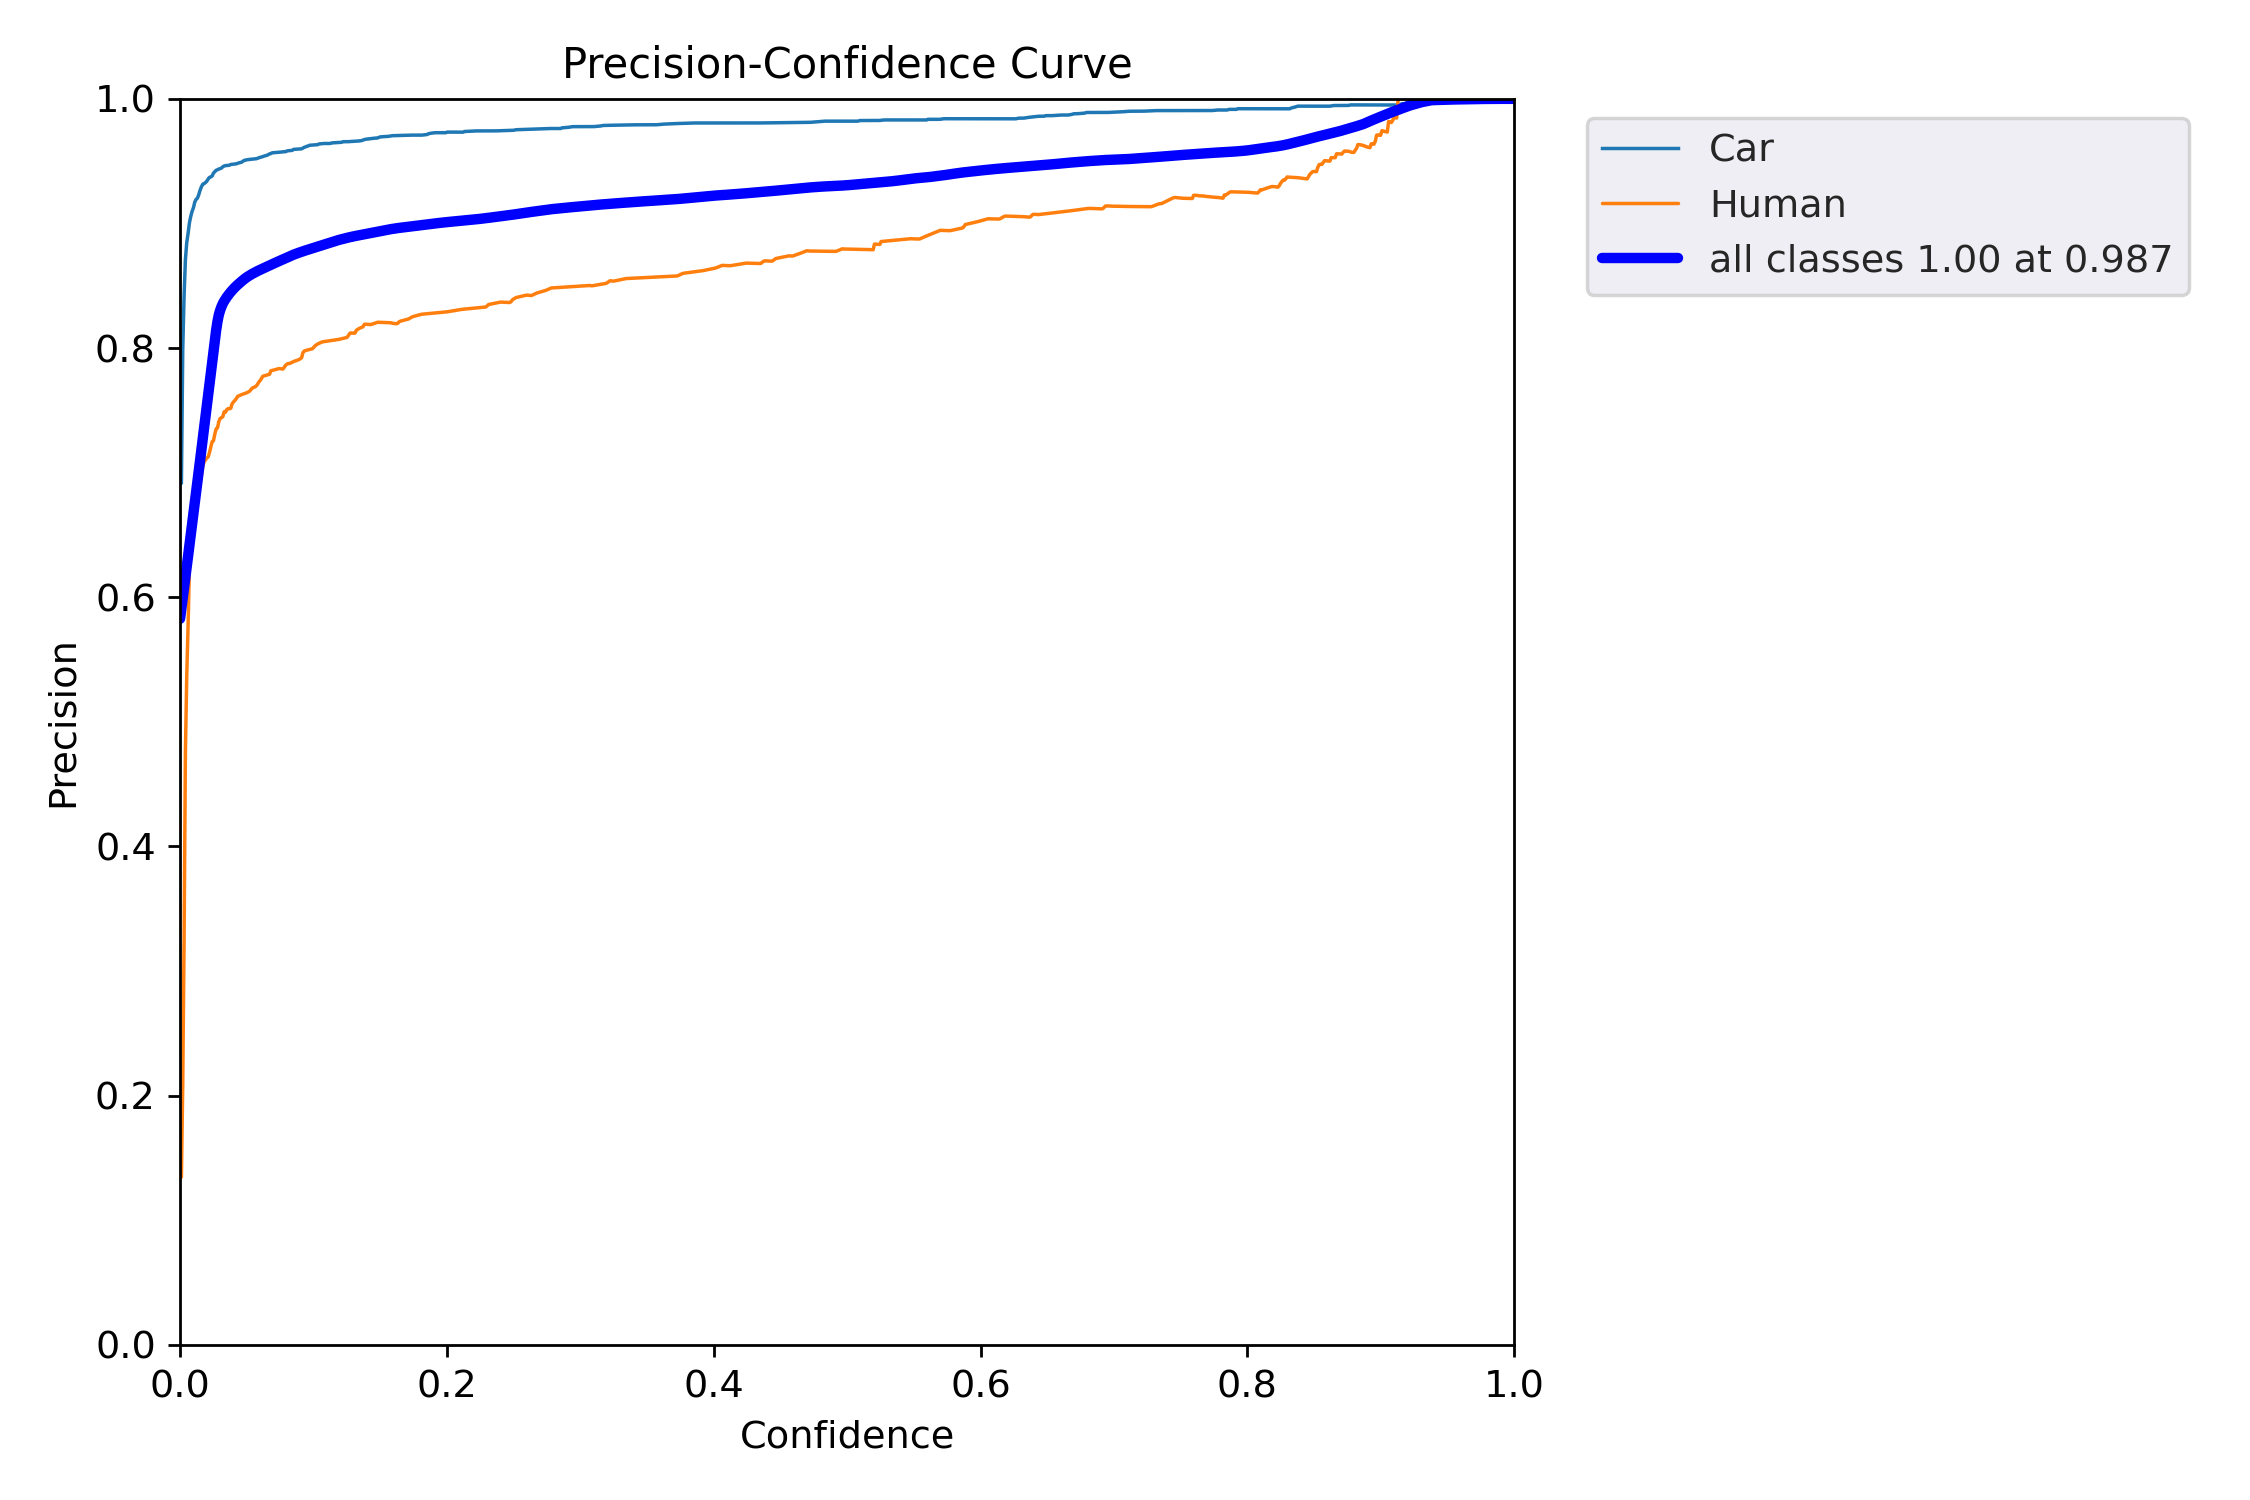 Precision-Confidence Curve
1.0
0.8
0.6
0.4
0.2
0.0
Precision
0.0 0.2 0.4 0.6 0.8 1.0
Confidence
Car
Human
all classes 1.00 at 0.987